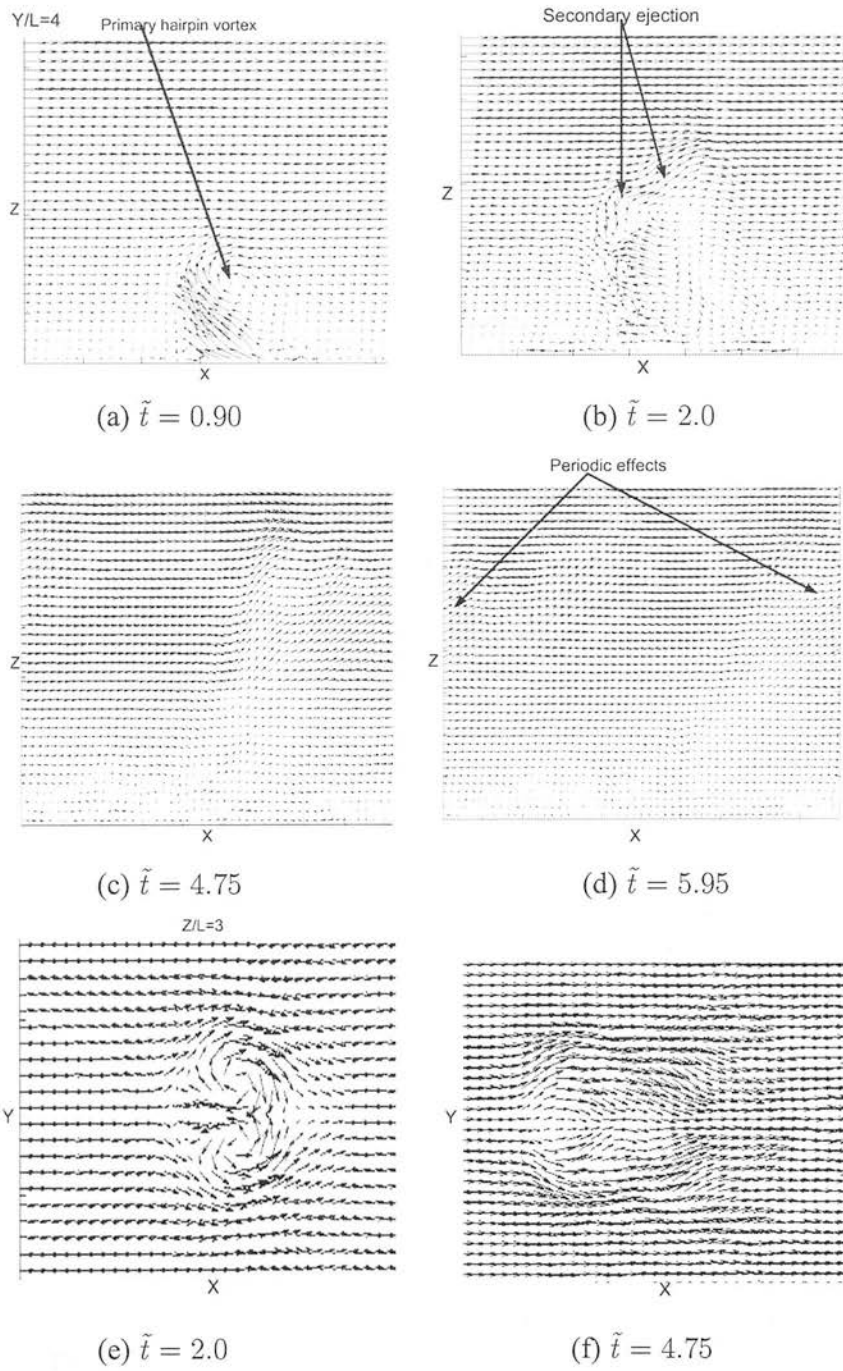 Y/L=4
Primary hairpin vortex
Z
X
(a) t̃ = 0.90
Secondary ejection
Z
X
(b) t̃ = 2.0
Z
X
(c) t̃ = 4.75
Periodic effects
Z
X
(d) t̃ = 5.95
Z/L=3
Y
X
(e) t̃ = 2.0
Y
X
(f) t̃ = 4.75